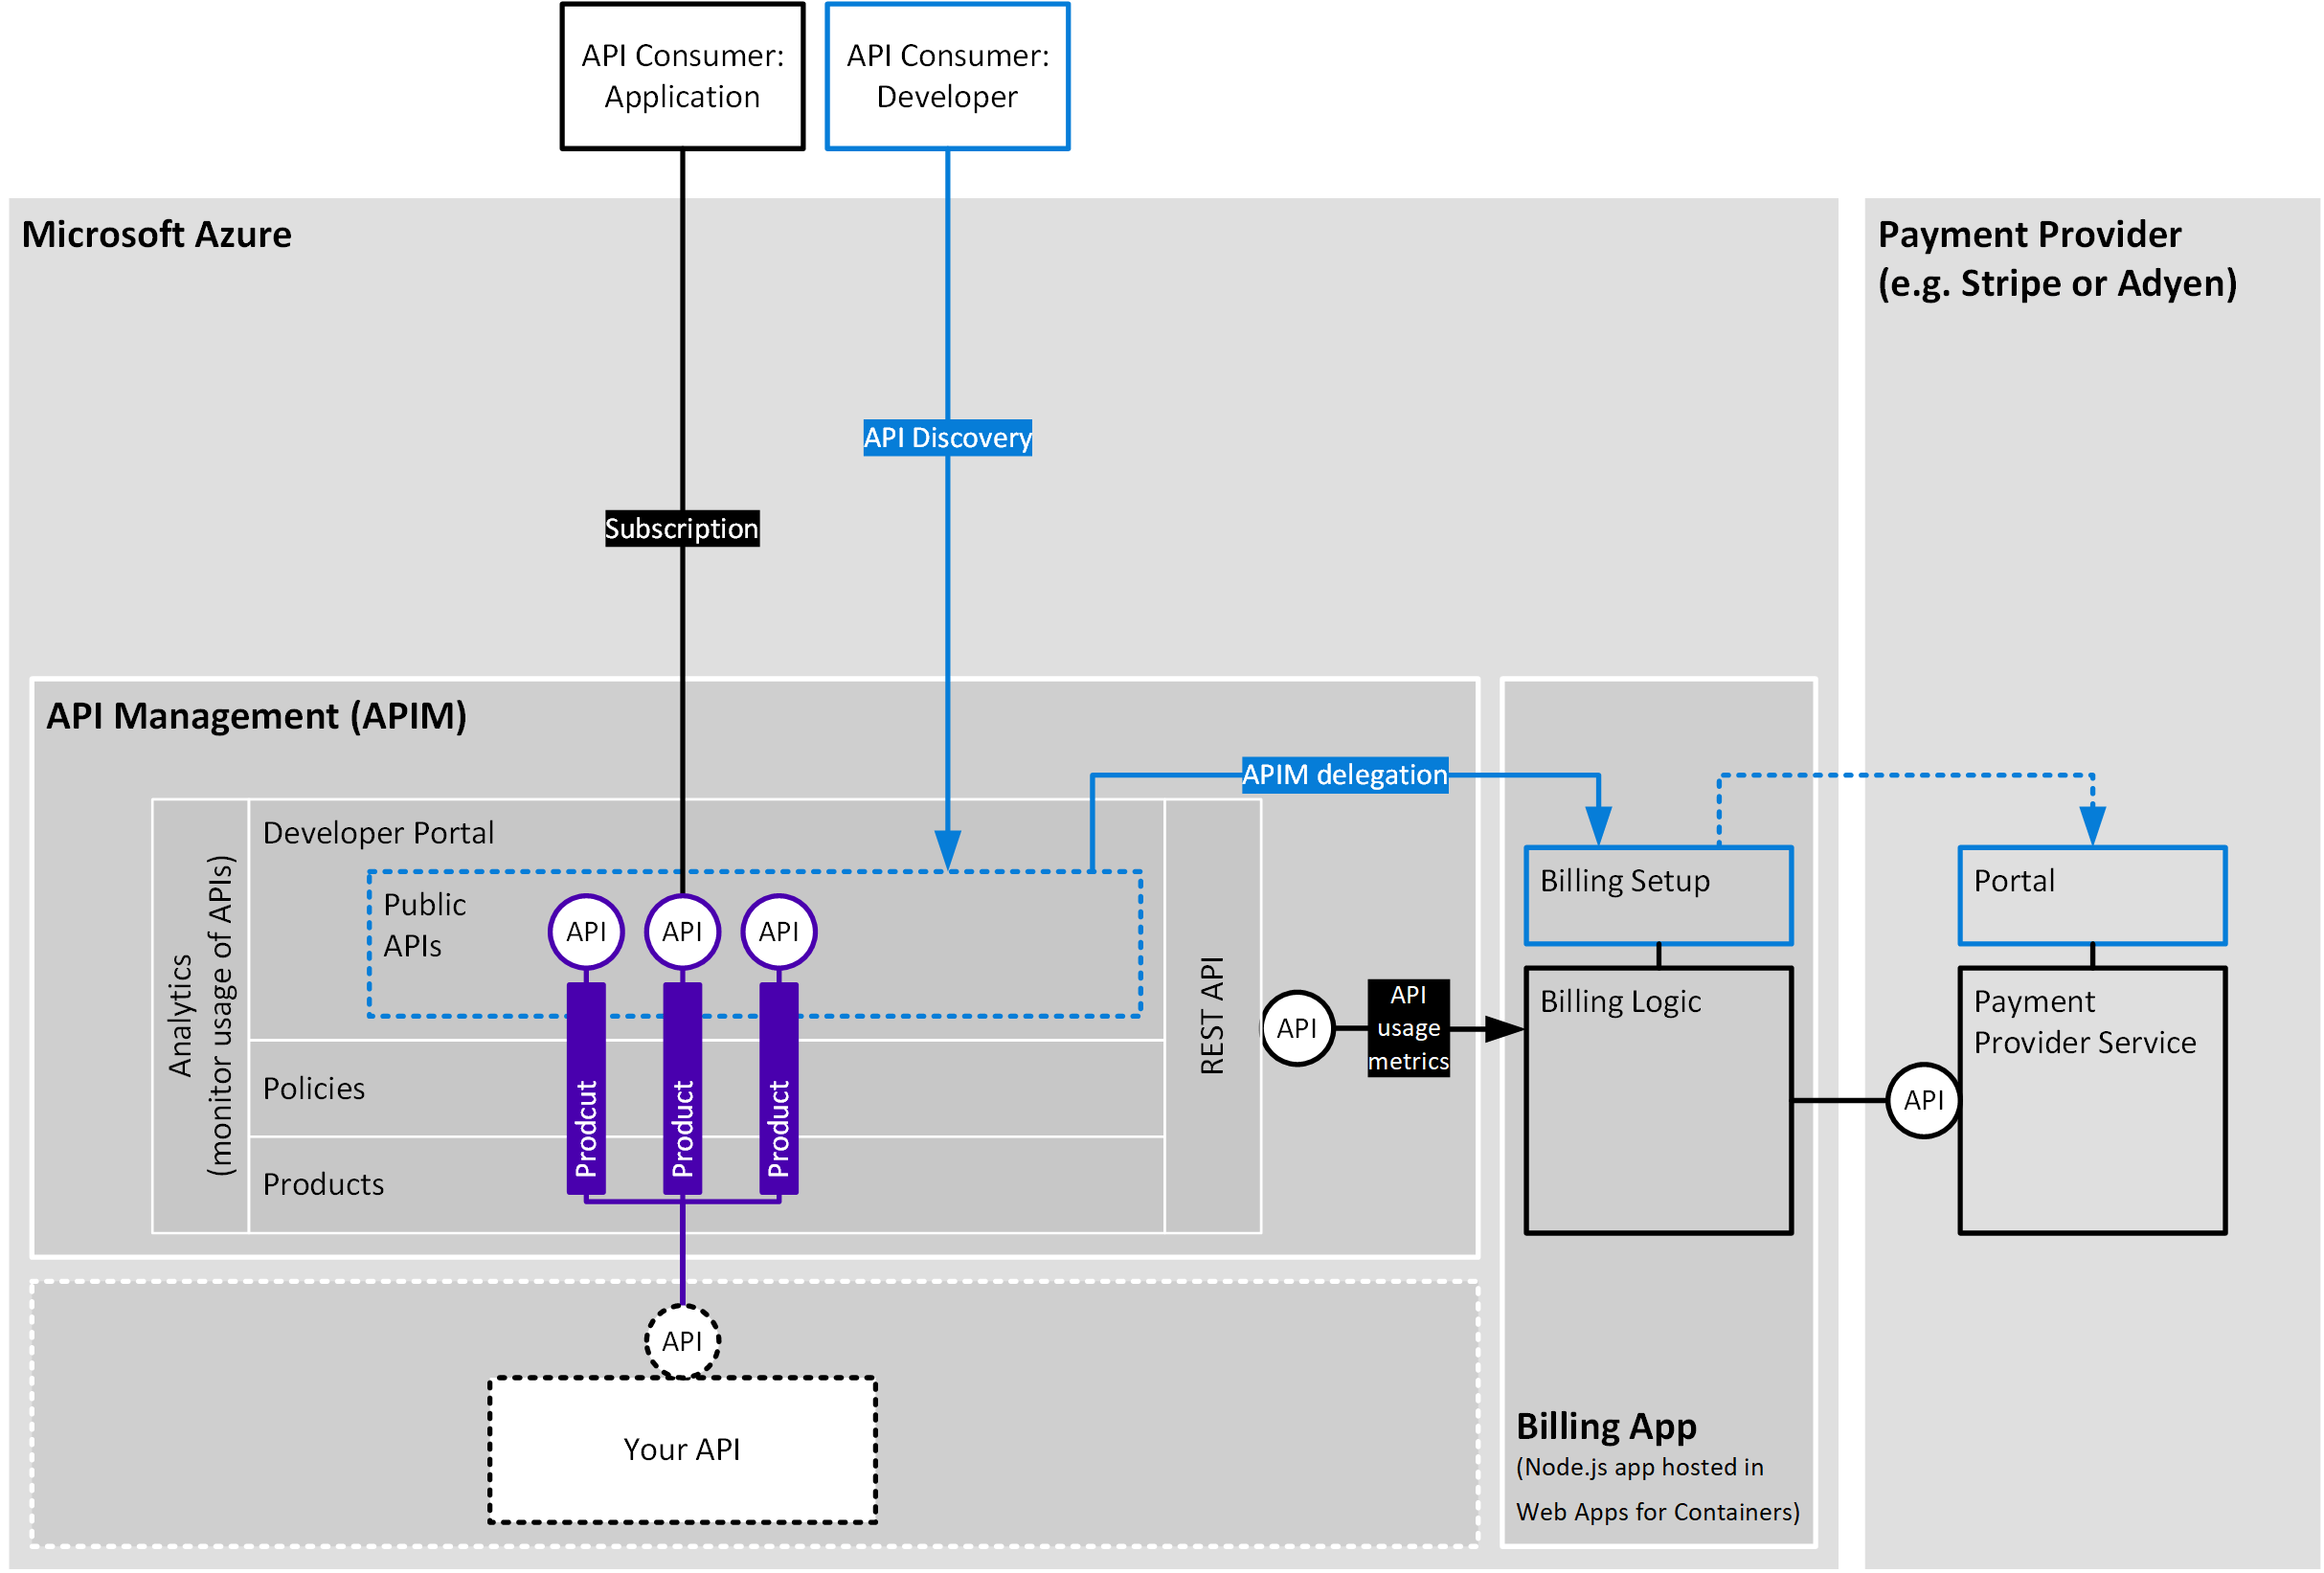 API Consumer:
Application
API Consumer:
Developer
Microsoft Azure
Payment Provider
(e.g. Stripe or Adyen)
API Discovery
Subscription
API Management (APIM)
APIM delegation
Analytics
(monitor usage of APIs)
Developer Portal
Public
APIs
API
API
API
Policies
Products
Prodcut
Product
Product
REST API
API
API
usage
metrics
Billing Setup
Billing Logic
Portal
Payment
Provider Service
API
API
Your API
Billing App
(Node.js app hosted in
Web Apps for Containers)